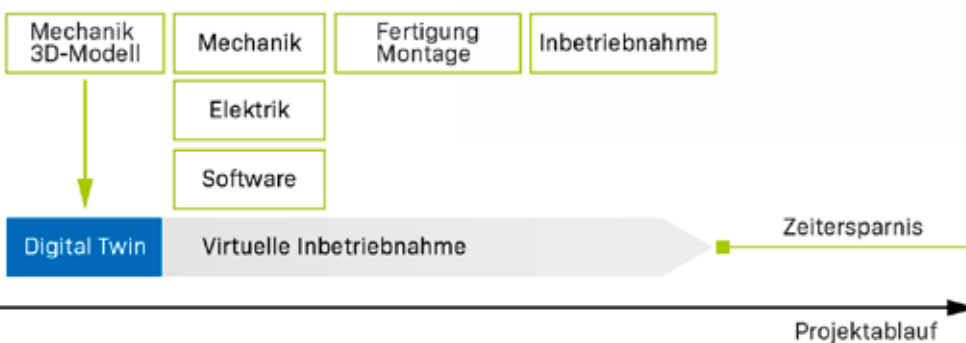 Mechanik
3D-Modell
Mechanik
Fertigung
Montage
Inbetriebnahme
Elektrik
Software
Digital Twin
Virtuelle Inbetriebnahme
Zeitersparnis
Projektablauf